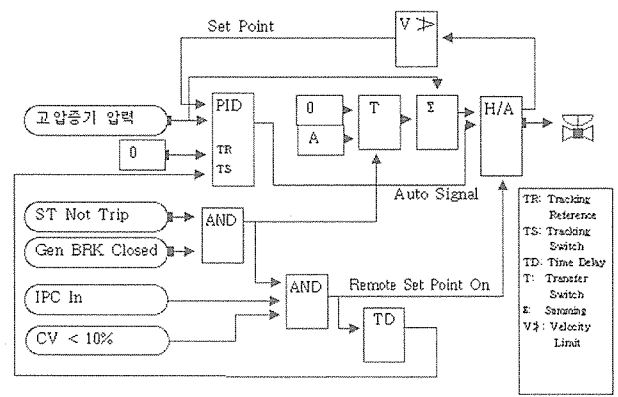 Set Point
V ≯
고압증기 압력
PID
TR
TS
0
0
A
T
Σ
H/A
Auto Signal
ST Not Trip
Gen BRK Closed
AND
IPC In
CV < 10%
AND
Remote Set Point On
TD
TR: Tracking
Reference
TS: Tracking
Switch
TD: Time Delay
T: Transfer
Switch
Σ: Summing
V≯: Velocity
Limit